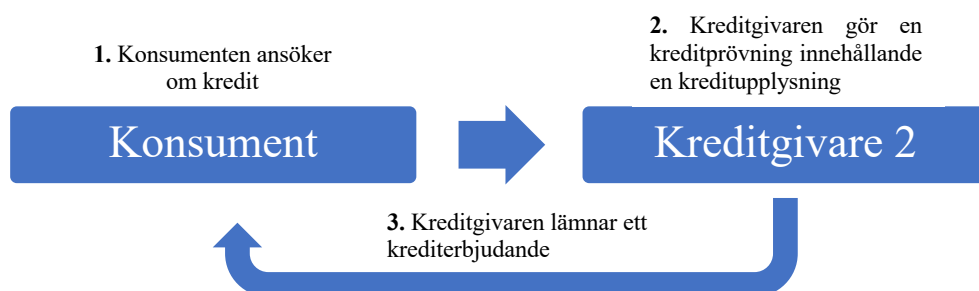 1. Konsumenten ansöker
om kredit
2. Kreditgivaren gör en
kreditprövning innehållande
en kreditupplysning
Konsument
Kreditgivare 2
3. Kreditgivaren lämnar ett
krediterbjudande